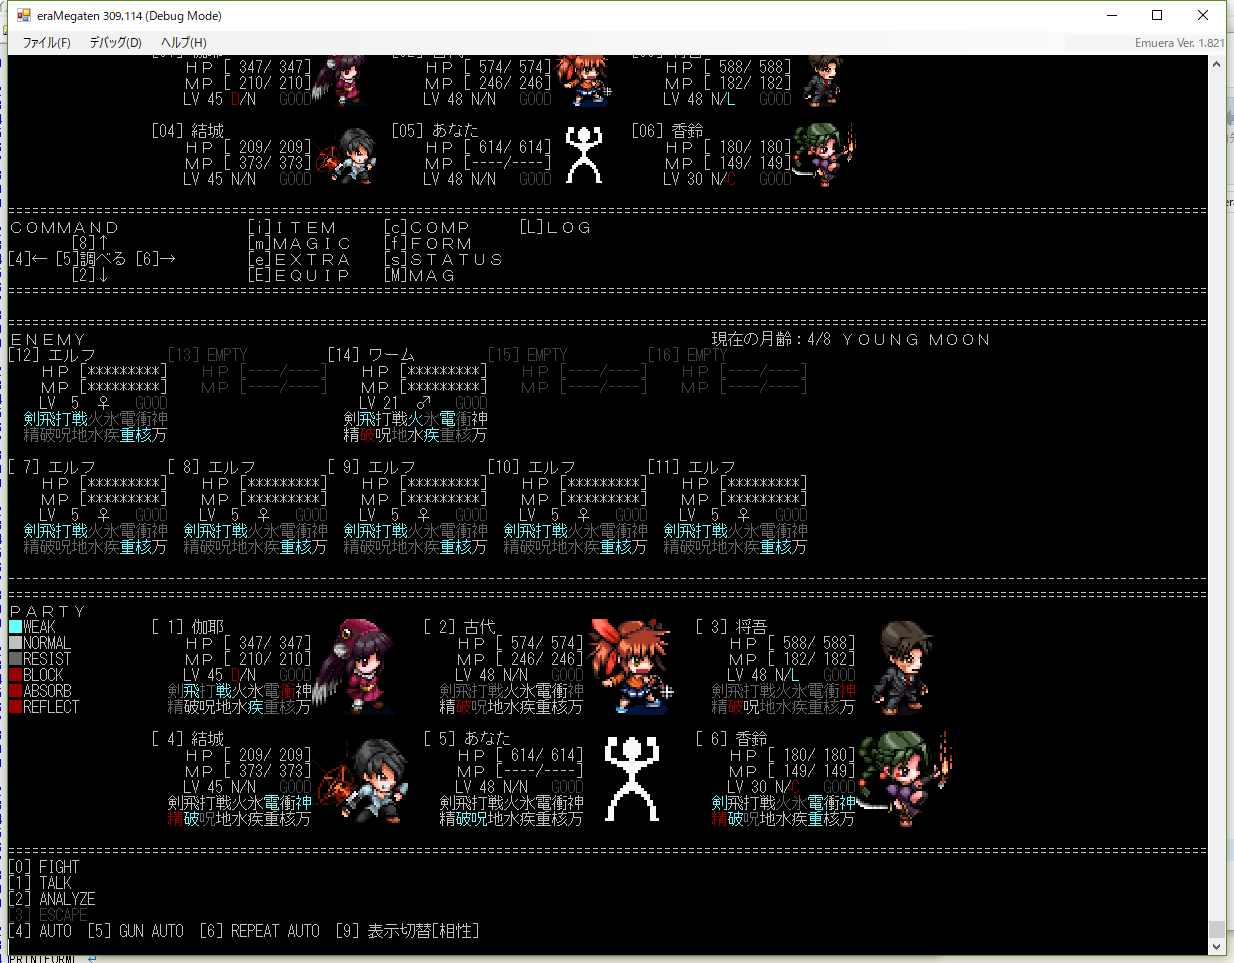 eraMegaten 309.114 (Debug Mode)
ファイル(F) デバッグ(D) ヘルプ(H) Emuera Ver. 1.821
HP [ 347/ 347] HP [ 574/ 574] HP [ 588/ 588]
MP [ 210/ 210] MP [ 246/ 246] MP [ 182/ 182]
LV 45 D/N GOOD LV 48 N/N GOOD LV 48 N/L GOOD
[04] 結城 [05] あなた [06] 香鈴
HP [ 209/ 209] HP [ 614/ 614] HP [ 180/ 180]
MP [ 373/ 373] MP [----/----] MP [ 149/ 149]
LV 45 N/N GOOD LV 48 N/N GOOD LV 30 N/C GOOD
COMMAND [i]ITEM [c]COMP [L]LOG
[8]↑ [m]MAGIC [f]FORM
[4]← [5]調べる [6]→ [e]EXTRA [s]STATUS
[2]↓ [E]EQUIP [M]MAG
ENEMY 現在の月齢：4/8 YOUNG MOON
[12] エルフ [13] EMPTY [14] ワーム [15] EMPTY [16] EMPTY
HP [*********] HP [----/----] HP [*********] HP [----/----] HP [----/----]
MP [*********] MP [----/----] MP [*********] MP [----/----] MP [----/----]
LV 5 ♀ GOOD LV 21 ♂ GOOD
剣飛打戦火氷電衝神 剣飛打戦火氷電衝神
精破呪地水疾重核万 精破呪地水疾重核万
[ 7] エルフ [ 8] エルフ [ 9] エルフ [10] エルフ [11] エルフ
HP [*********] HP [*********] HP [*********] HP [*********] HP [*********]
MP [*********] MP [*********] MP [*********] MP [*********] MP [*********]
LV 5 ♀ GOOD LV 5 ♀ GOOD LV 5 ♀ GOOD LV 5 ♀ GOOD LV 5 ♀ GOOD
剣飛打戦火氷電衝神 剣飛打戦火氷電衝神 剣飛打戦火氷電衝神 剣飛打戦火氷電衝神 剣飛打戦火氷電衝神
精破呪地水疾重核万 精破呪地水疾重核万 精破呪地水疾重核万 精破呪地水疾重核万 精破呪地水疾重核万
PARTY
WEAK [ 1] 伽耶 [ 2] 古代 [ 3] 将吾
NORMAL HP [ 347/ 347] HP [ 574/ 574] HP [ 588/ 588]
RESIST MP [ 210/ 210] MP [ 246/ 246] MP [ 182/ 182]
BLOCK LV 45 D/N GOOD LV 48 N/N GOOD LV 48 N/L GOOD
ABSORB 剣飛打戦火氷電衝神 剣飛打戦火氷電衝神 剣飛打戦火氷電衝神
REFLECT 精破呪地水疾重核万 精破呪地水疾重核万 精破呪地水疾重核万
[ 4] 結城 [ 5] あなた [ 6] 香鈴
HP [ 209/ 209] HP [ 614/ 614] HP [ 180/ 180]
MP [ 373/ 373] MP [----/----] MP [ 149/ 149]
LV 45 N/N GOOD LV 48 N/N GOOD LV 30 N/C GOOD
剣飛打戦火氷電衝神 剣飛打戦火氷電衝神 剣飛打戦火氷電衝神
精破呪地水疾重核万 精破呪地水疾重核万 精破呪地水疾重核万
[0] FIGHT
[1] TALK
[2] ANALYZE
[3] ESCAPE
[4] AUTO [5] GUN AUTO [6] REPEAT AUTO [9] 表示切替[相性]